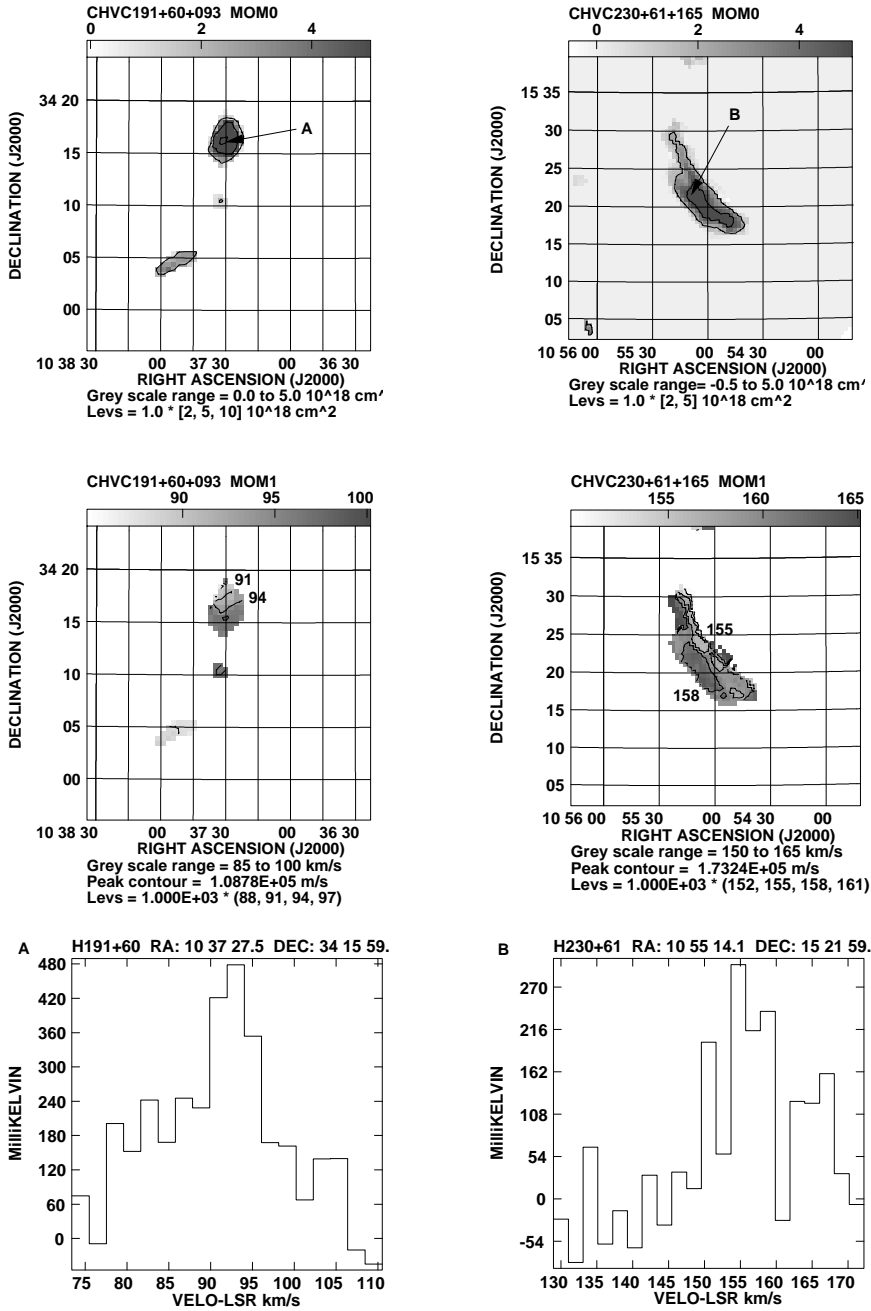 CHVC191+60+093 MOM0
0 2 4
DECLINATION (J2000)
34 20
15
10
05
00
A
10 38 30 00 37 30 00 36 30
RIGHT ASCENSION (J2000)
Grey scale range = 0.0 to 5.0 10^18 cm^
Levs = 1.0 * [2, 5, 10] 10^18 cm^2
CHVC230+61+165 MOM0
0 2 4
DECLINATION (J2000)
15 35
30
25
20
15
10
05
B
10 56 00 55 30 00 54 30 00
RIGHT ASCENSION (J2000)
Grey scale range= -0.5 to 5.0 10^18 cm^
Levs = 1.0 * [2, 5] 10^18 cm^2
CHVC191+60+093 MOM1
90 95 100
DECLINATION (J2000)
34 20
15
10
05
00
91
94
10 38 30 00 37 30 00 36 30
RIGHT ASCENSION (J2000)
Grey scale range = 85 to 100 km/s
Peak contour = 1.0878E+05 m/s
Levs = 1.000E+03 * (88, 91, 94, 97)
CHVC230+61+165 MOM1
155 160 165
DECLINATION (J2000)
15 35
30
25
20
15
10
05
155
158
10 56 00 55 30 00 54 30 00
RIGHT ASCENSION (J2000)
Grey scale range = 150 to 165 km/s
Peak contour = 1.7324E+05 m/s
Levs = 1.000E+03 * (152, 155, 158, 161)
A H191+60 RA: 10 37 27.5 DEC: 34 15 59.
MilliKELVIN
480
420
360
300
240
180
120
60
0
75 80 85 90 95 100 105 110
VELO-LSR km/s
B H230+61 RA: 10 55 14.1 DEC: 15 21 59.
MilliKELVIN
270
216
162
108
54
0
-54
130 135 140 145 150 155 160 165 170
VELO-LSR km/s